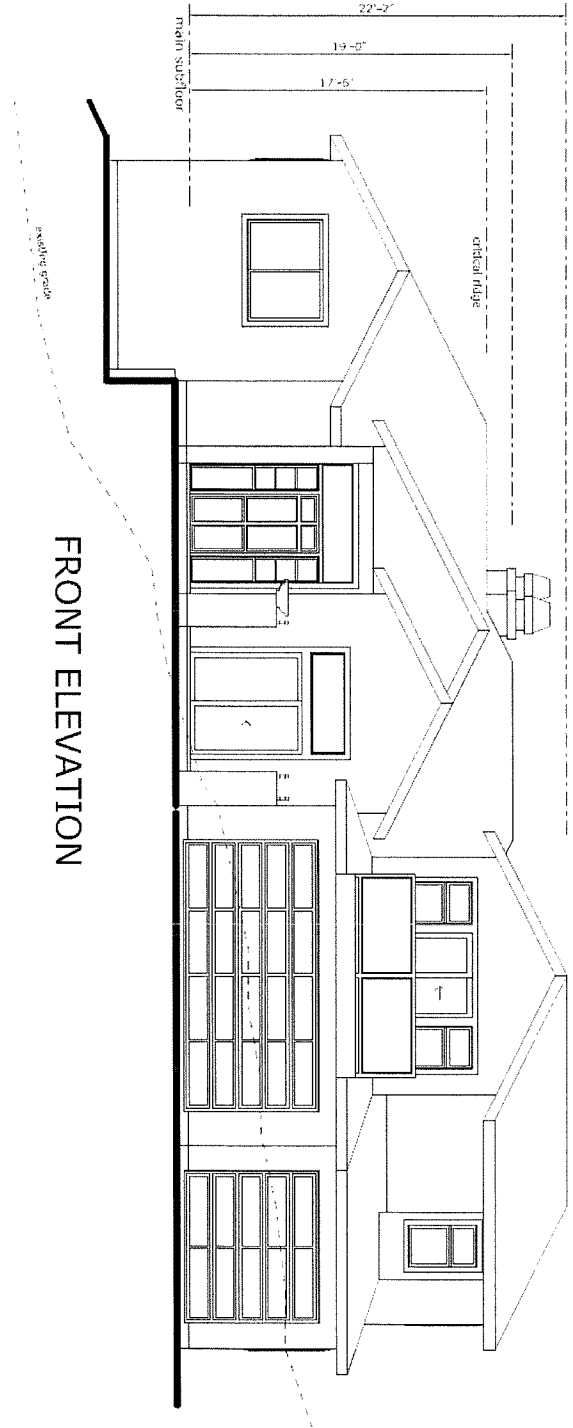 22'-2"
19'-0"
17'-6"
main subfloor
critical ridge
existing grade
FRONT ELEVATION